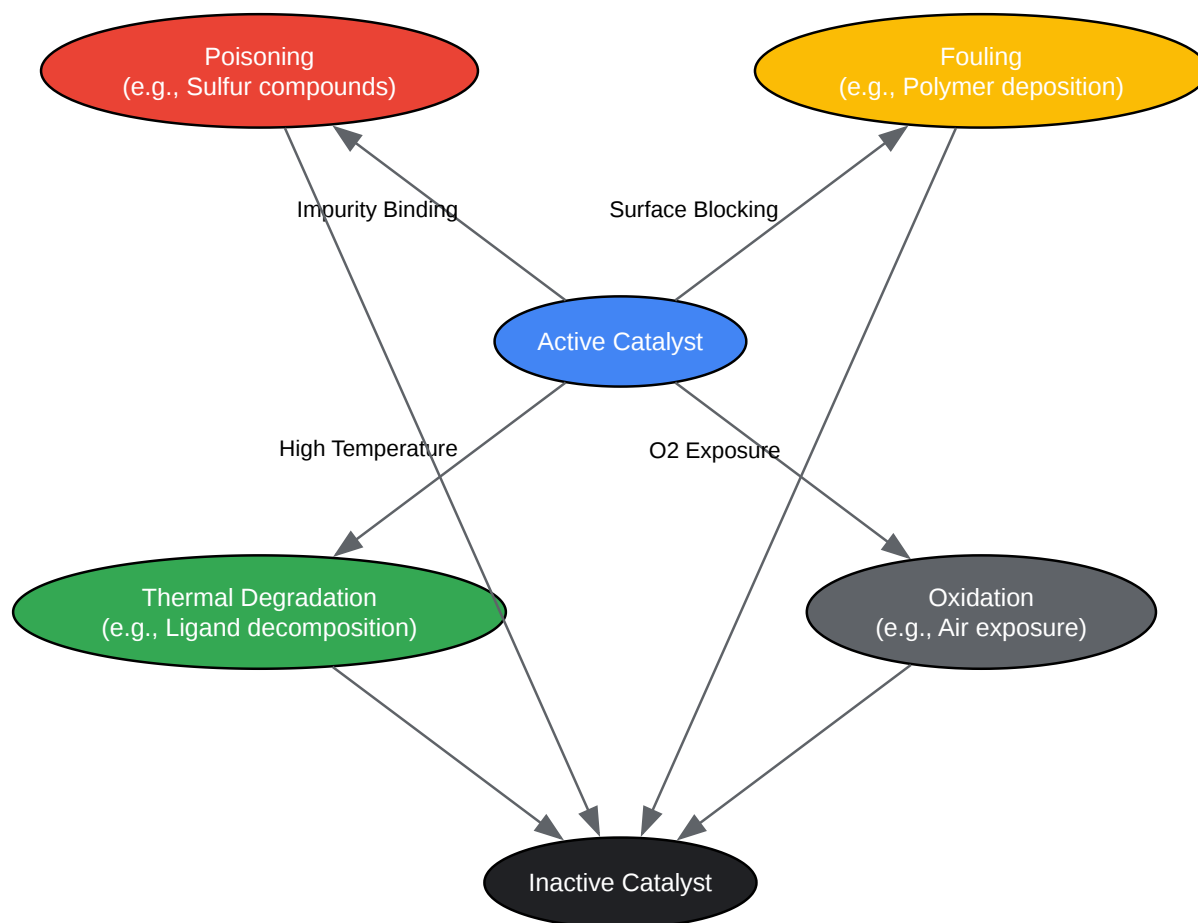 Poisoning
(e.g., Sulfur compounds)
Fouling
(e.g., Polymer deposition)
Impurity Binding
Surface Blocking
Active Catalyst
High Temperature
O2 Exposure
Thermal Degradation
(e.g., Ligand decomposition)
Oxidation
(e.g., Air exposure)
Inactive Catalyst